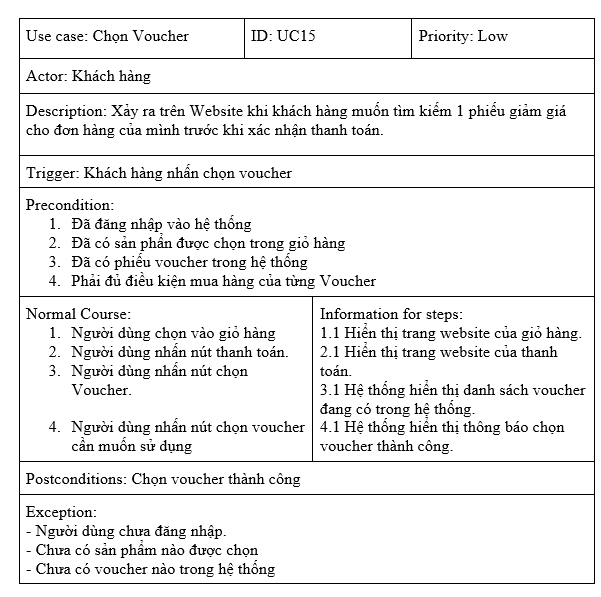 Use case: Chọn Voucher
ID: UC15
Priority: Low
Actor: Khách hàng
Description: Xảy ra trên Website khi khách hàng muốn tìm kiếm 1 phiếu giảm giá
cho đơn hàng của mình trước khi xác nhận thanh toán.
Trigger: Khách hàng nhấn chọn voucher
Precondition:
1. Đã đăng nhập vào hệ thống
2. Đã có sản phẩn được chọn trong giỏ hàng
3. Đã có phiếu voucher trong hệ thống
4. Phải đủ điều kiện mua hàng của từng Voucher
Normal Course:
1. Người dùng chọn vào giỏ hàng
2. Người dùng nhấn nút thanh toán.
3. Người dùng nhấn nút chọn
Voucher.
4. Người dùng nhấn nút chọn voucher
cần muốn sử dụng
Information for steps:
1.1 Hiển thị trang website của giỏ hàng.
2.1 Hiển thị trang website của thanh
toán.
3.1 Hệ thống hiển thị danh sách voucher
đang có trong hệ thống.
4.1 Hệ thống hiển thị thông báo chọn
voucher thành công.
Postconditions: Chọn voucher thành công
Exception:
- Người dùng chưa đăng nhập.
- Chưa có sản phẩm nào được chọn
- Chưa có voucher nào trong hệ thống